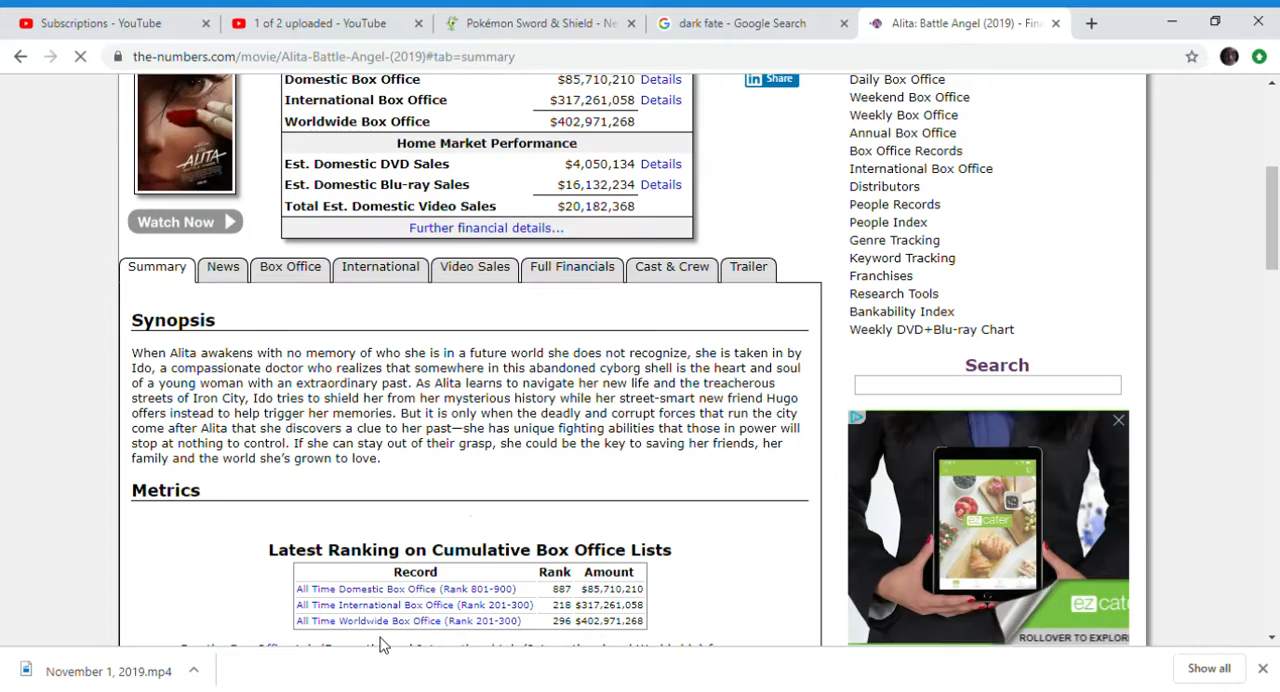 Subscriptions - YouTube
1 of 2 uploaded - YouTube
Pokémon Sword & Shield - Ne
dark fate - Google Search
Alita: Battle Angel (2019) - Fin
the-numbers.com/movie/Alita-Battle-Angel-(2019)#tab=summary
ALITA
Watch Now
Domestic Box Office $85,710,210 Details
International Box Office $317,261,058 Details
Worldwide Box Office $402,971,268
Home Market Performance
Est. Domestic DVD Sales $4,050,134 Details
Est. Domestic Blu-ray Sales $16,132,234 Details
Total Est. Domestic Video Sales $20,182,368
Further financial details...
in Share
Summary News Box Office International Video Sales Full Financials Cast & Crew Trailer
Synopsis
When Alita awakens with no memory of who she is in a future world she does not recognize, she is taken in by
Ido, a compassionate doctor who realizes that somewhere in this abandoned cyborg shell is the heart and soul
of a young woman with an extraordinary past. As Alita learns to navigate her new life and the treacherous
streets of Iron City, Ido tries to shield her from her mysterious history while her street-smart new friend Hugo
offers instead to help trigger her memories. But it is only when the deadly and corrupt forces that run the city
come after Alita that she discovers a clue to her past—she has unique fighting abilities that those in power will
stop at nothing to control. If she can stay out of their grasp, she could be the key to saving her friends, her
family and the world she's grown to love.
Metrics
Latest Ranking on Cumulative Box Office Lists
Record Rank Amount
All Time Domestic Box Office (Rank 801-900) 887 $85,710,210
All Time International Box Office (Rank 201-300) 218 $317,261,058
All Time Worldwide Box Office (Rank 201-300) 296 $402,971,268
Daily Box Office
Weekend Box Office
Weekly Box Office
Annual Box Office
Box Office Records
International Box Office
Distributors
People Records
People Index
Genre Tracking
Keyword Tracking
Franchises
Research Tools
Bankability Index
Weekly DVD+Blu-ray Chart
Search
ez cater
ez cat
ROLLOVER TO EXPLOR
November 1, 2019.mp4
Show all